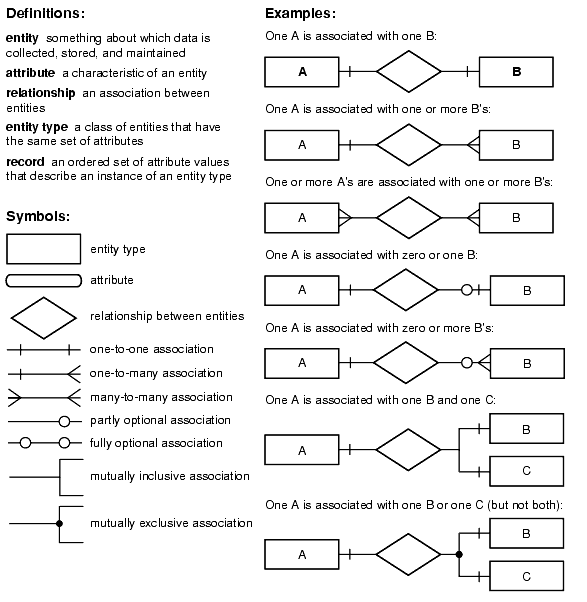 Definitions:
entity something about which data is
collected, stored, and maintained
attribute a characteristic of an entity
relationship an association between
entities
entity type a class of entities that have
the same set of attributes
record an ordered set of attribute values
that describe an instance of an entity type
Symbols:
entity type
attribute
relationship between entities
one-to-one association
one-to-many association
many-to-many association
partly optional association
fully optional association
mutually inclusive association
mutually exclusive association
Examples:
One A is associated with one B:
A B
One A is associated with one or more B's:
A B
One or more A's are associated with one or more B's:
A B
One A is associated with zero or one B:
A B
One A is associated with zero or more B's:
A B
One A is associated with one B and one C:
B
A
C
One A is associated with one B or one C (but not both):
B
A
C